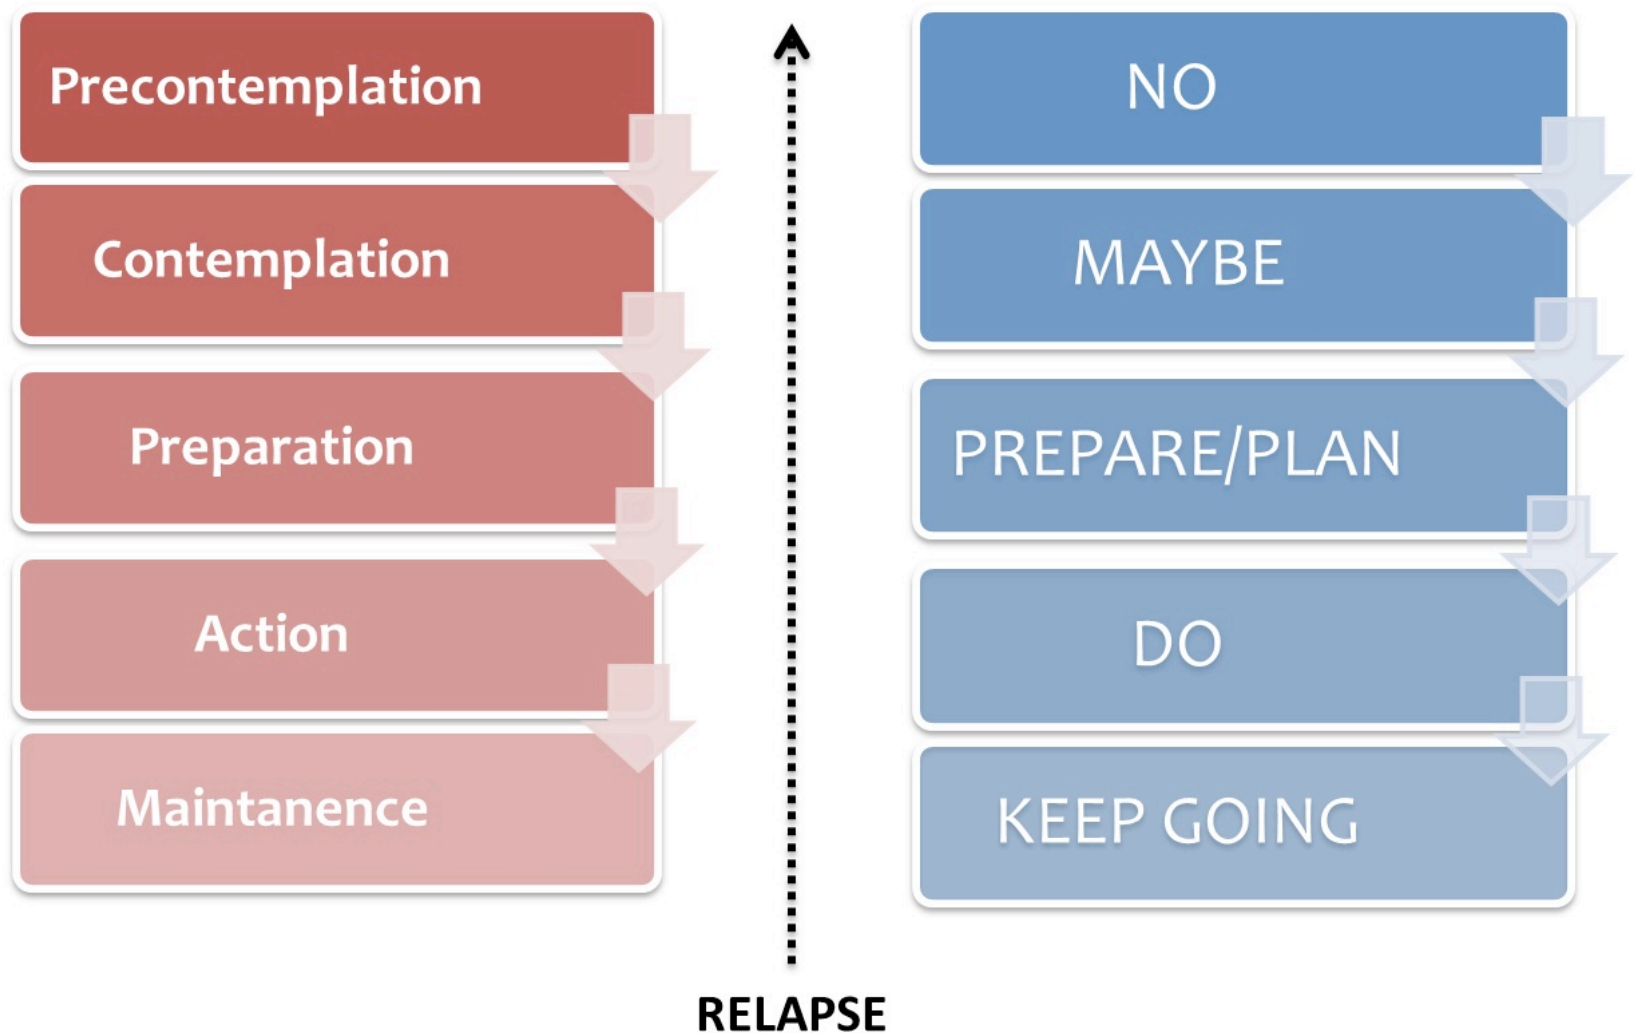 Precontemplation
Contemplation
Preparation
Action
Maintanence
NO
MAYBE
PREPARE/PLAN
DO
KEEP GOING
RELAPSE